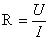 R = U/I